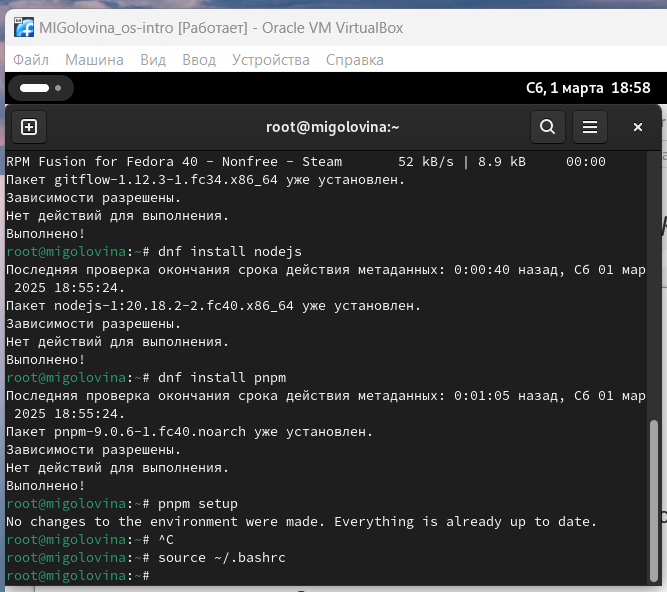 MIGolovina_os-intro [Работает] - Oracle VM VirtualBox
Файл Машина Вид Ввод Устройства Справка
Сб, 1 марта 18:58
root@migolovina:~
RPM Fusion for Fedora 40 - Nonfree - Steam 52 kB/s | 8.9 kB 00:00
Пакет gitflow-1.12.3-1.fc34.x86_64 уже установлен.
Зависимости разрешены.
Нет действий для выполнения.
Выполнено!
root@migolovina:~# dnf install nodejs
Последняя проверка окончания срока действия метаданных: 0:00:40 назад, Сб 01 мар
2025 18:55:24.
Пакет nodejs-1:20.18.2-2.fc40.x86_64 уже установлен.
Зависимости разрешены.
Нет действий для выполнения.
Выполнено!
root@migolovina:~# dnf install pnpm
Последняя проверка окончания срока действия метаданных: 0:01:05 назад, Сб 01 мар
2025 18:55:24.
Пакет pnpm-9.0.6-1.fc40.noarch уже установлен.
Зависимости разрешены.
Нет действий для выполнения.
Выполнено!
root@migolovina:~# pnpm setup
No changes to the environment were made. Everything is already up to date.
root@migolovina:~# ^C
root@migolovina:~# source ~/.bashrc
root@migolovina:~#